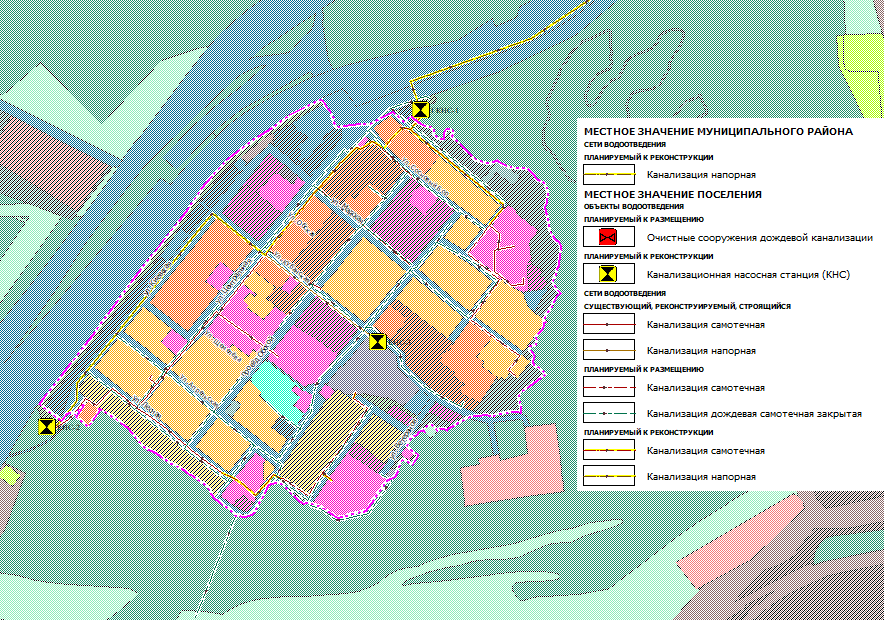 МЕСТНОЕ ЗНАЧЕНИЕ МУНИЦИПАЛЬНОГО РАЙОНА
СЕТИ ВОДООТВЕДЕНИЯ
ПЛАНИРУЕМЫЙ К РЕКОНСТРУКЦИИ
Канализация напорная
МЕСТНОЕ ЗНАЧЕНИЕ ПОСЕЛЕНИЯ
ОБЪЕКТЫ ВОДООТВЕДЕНИЯ
ПЛАНИРУЕМЫЙ К РАЗМЕЩЕНИЮ
Очистные сооружения дождевой канализации
ПЛАНИРУЕМЫЙ К РЕКОНСТРУКЦИИ
Канализационная насосная станция (КНС)
СЕТИ ВОДООТВЕДЕНИЯ
СУЩЕСТВУЮЩИЙ, РЕКОНСТРУИРУЕМЫЙ, СТРОЯЩИЙСЯ
Канализация самотечная
Канализация напорная
ПЛАНИРУЕМЫЙ К РАЗМЕЩЕНИЮ
Канализация самотечная
Канализация дождевая самотечная закрытая
ПЛАНИРУЕМЫЙ К РЕКОНСТРУКЦИИ
Канализация самотечная
Канализация напорная